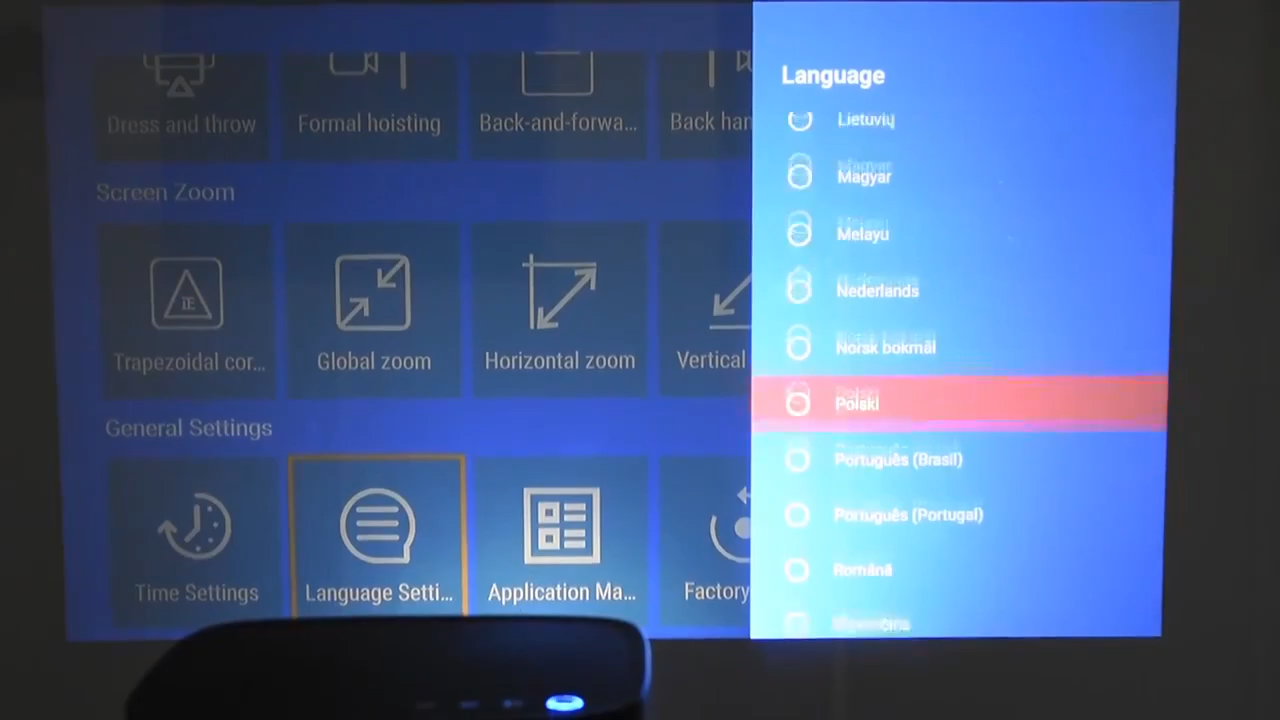 Dress and throw
Formal hoisting
Back-and-forwa...
Back han
Screen Zoom
Trapezoidal cor...
Global zoom
Horizontal zoom
Vertical
General Settings
Time Settings
Language Setti...
Application Ma...
Factory
Language
Lietuvių
Magyar
Melayu
Nederlands
Norsk bokmål
Polski
Português (Brasil)
Português (Portugal)
Română